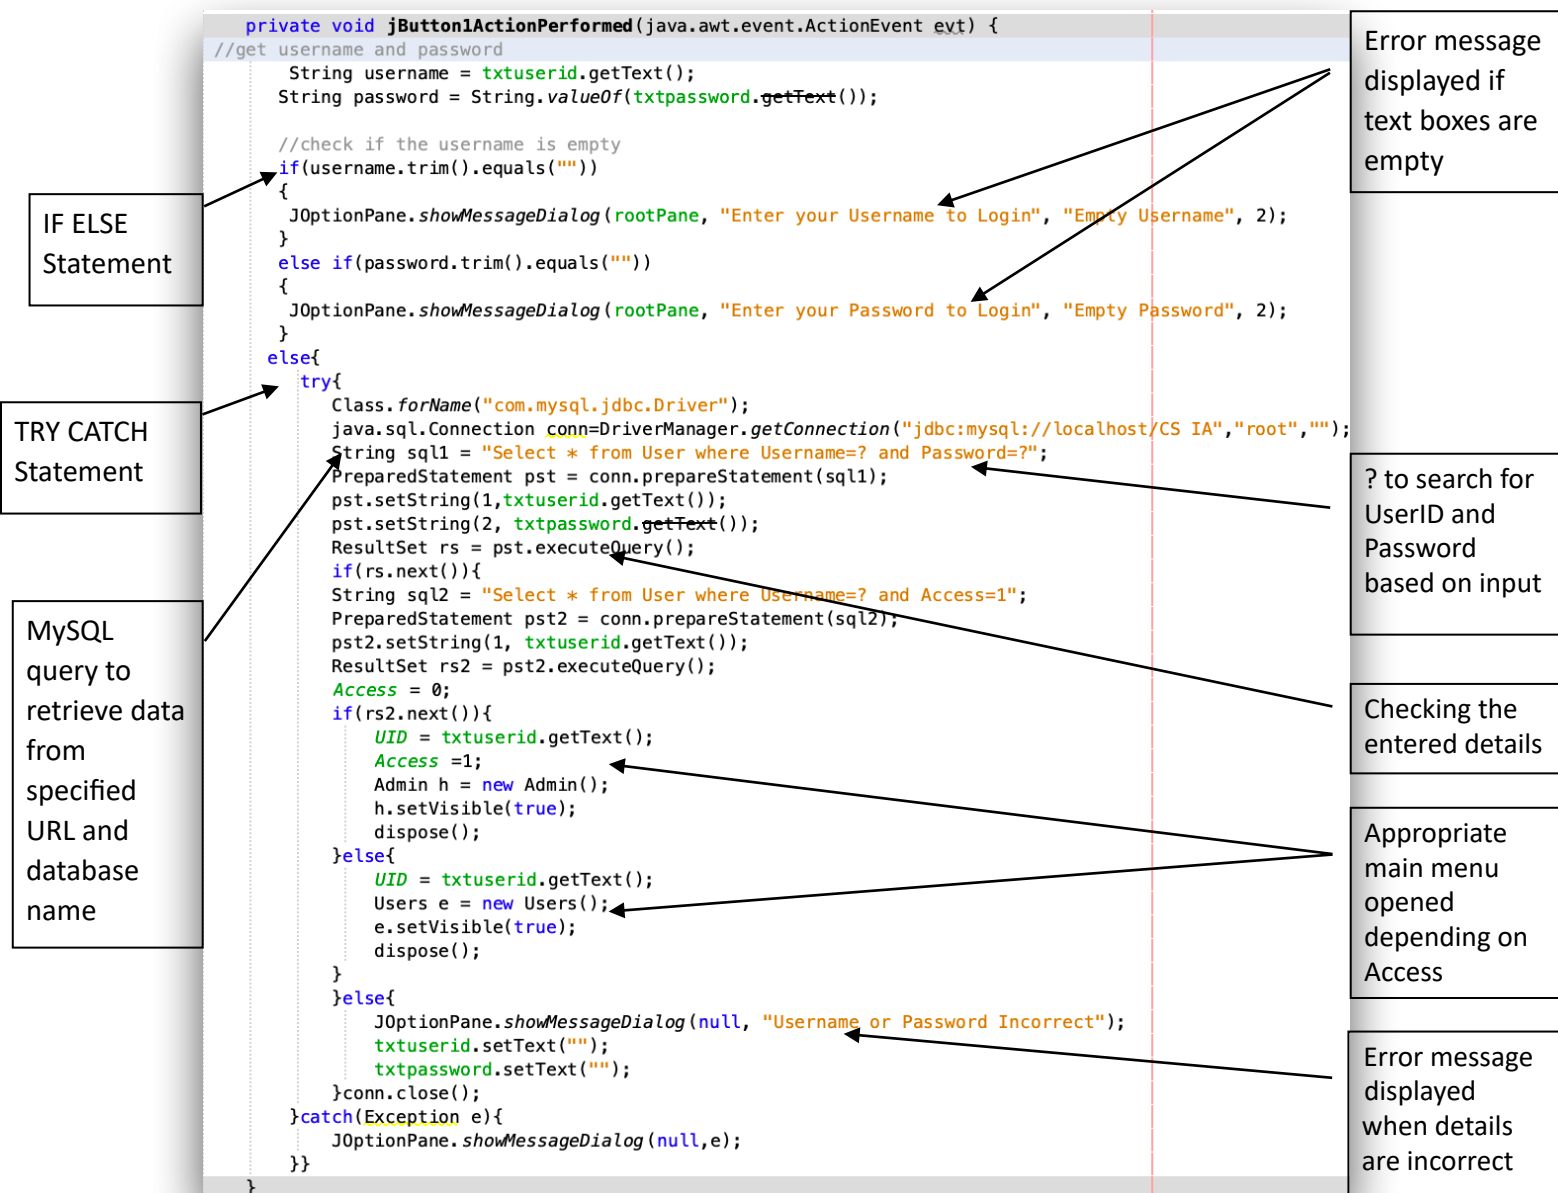 private void jButton1ActionPerformed(java.awt.event.ActionEvent evt) {
//get username and password
String username = txtuserid.getText();
String password = String.valueOf(txtpassword.getText());
//check if the username is empty
if(username.trim().equals(""))
{
JOptionPane.showMessageDialog(rootPane, "Enter your Username to Login", "Empty Username", 2);
}
else if(password.trim().equals(""))
{
JOptionPane.showMessageDialog(rootPane, "Enter your Password to Login", "Empty Password", 2);
}
else{
try{
Class.forName("com.mysql.jdbc.Driver");
java.sql.Connection conn=DriverManager.getConnection("jdbc:mysql://localhost/CS IA","root","");
String sql1 = "Select * from User where Username=? and Password=?";
PreparedStatement pst = conn.prepareStatement(sql1);
pst.setString(1,txtuserid.getText());
pst.setString(2, txtpassword.getText());
ResultSet rs = pst.executeQuery();
if(rs.next()){
String sql2 = "Select * from User where Username=? and Access=1";
PreparedStatement pst2 = conn.prepareStatement(sql2);
pst2.setString(1, txtuserid.getText());
ResultSet rs2 = pst2.executeQuery();
Access = 0;
if(rs2.next()){
UID = txtuserid.getText();
Access =1;
Admin h = new Admin();
h.setVisible(true);
dispose();
}else{
UID = txtuserid.getText();
Users e = new Users();
e.setVisible(true);
dispose();
}
}else{
JOptionPane.showMessageDialog(null, "Username or Password Incorrect");
txtuserid.setText("");
txtpassword.setText("");
}conn.close();
}catch(Exception e){
JOptionPane.showMessageDialog(null,e);
}}
}
IF ELSE
Statement
TRY CATCH
Statement
MySQL
query to
retrieve data
from
specified
URL and
database
name
Error message
displayed if
text boxes are
empty
? to search for
UserID and
Password
based on input
Checking the
entered details
Appropriate
main menu
opened
depending on
Access
Error message
displayed
when details
are incorrect